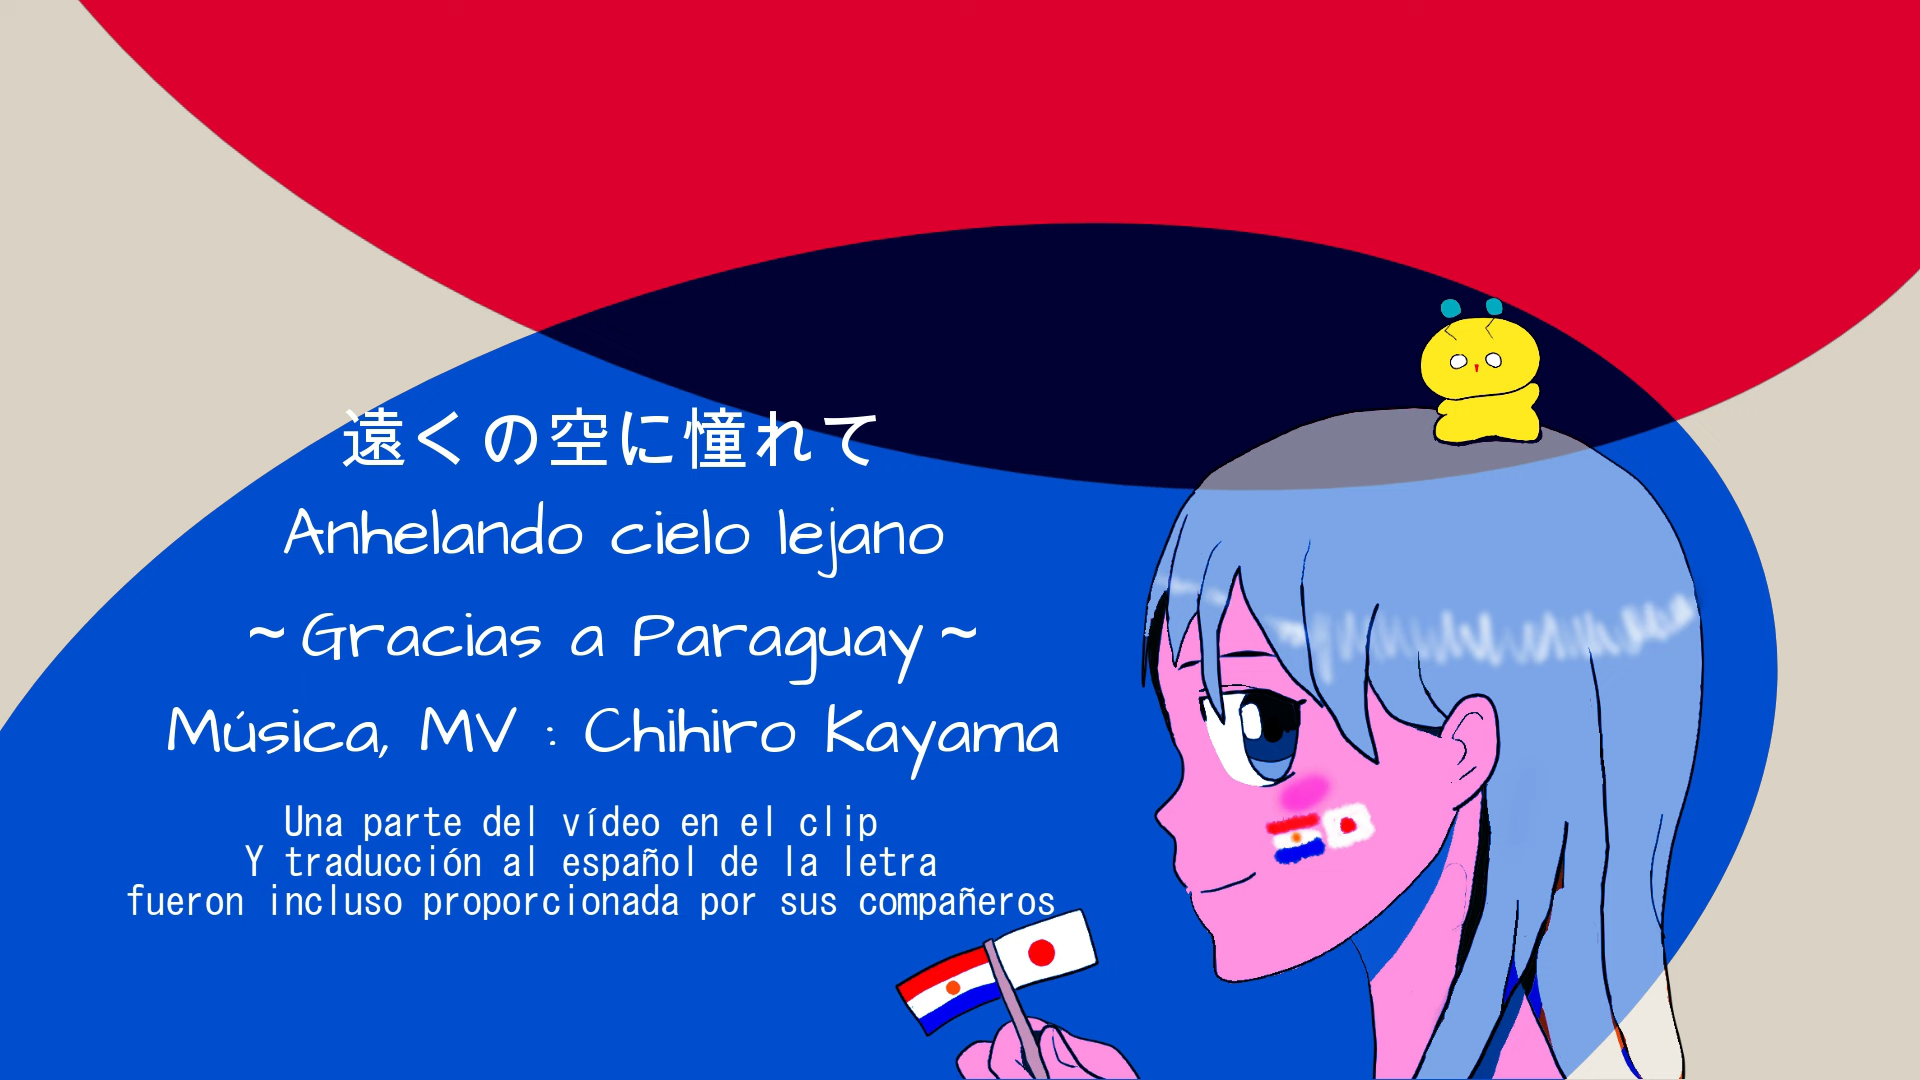 遠くの空に憧れて
Anhelando cielo lejano
~Gracias a Paraguay~
Música, MV : Chihiro Kayama
Una parte del vídeo en el clip
Y traducción al español de la letra
fueron incluso proporcionada por sus compañeros